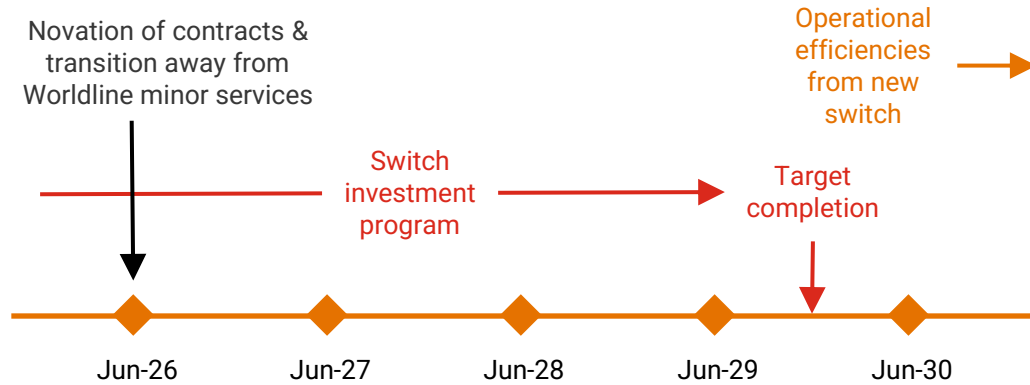 Novation of contracts &
transition away from
Worldline minor services
Operational
efficiencies
from new
switch
Switch
investment
program
Target
completion
Jun-26
Jun-27
Jun-28
Jun-29
Jun-30